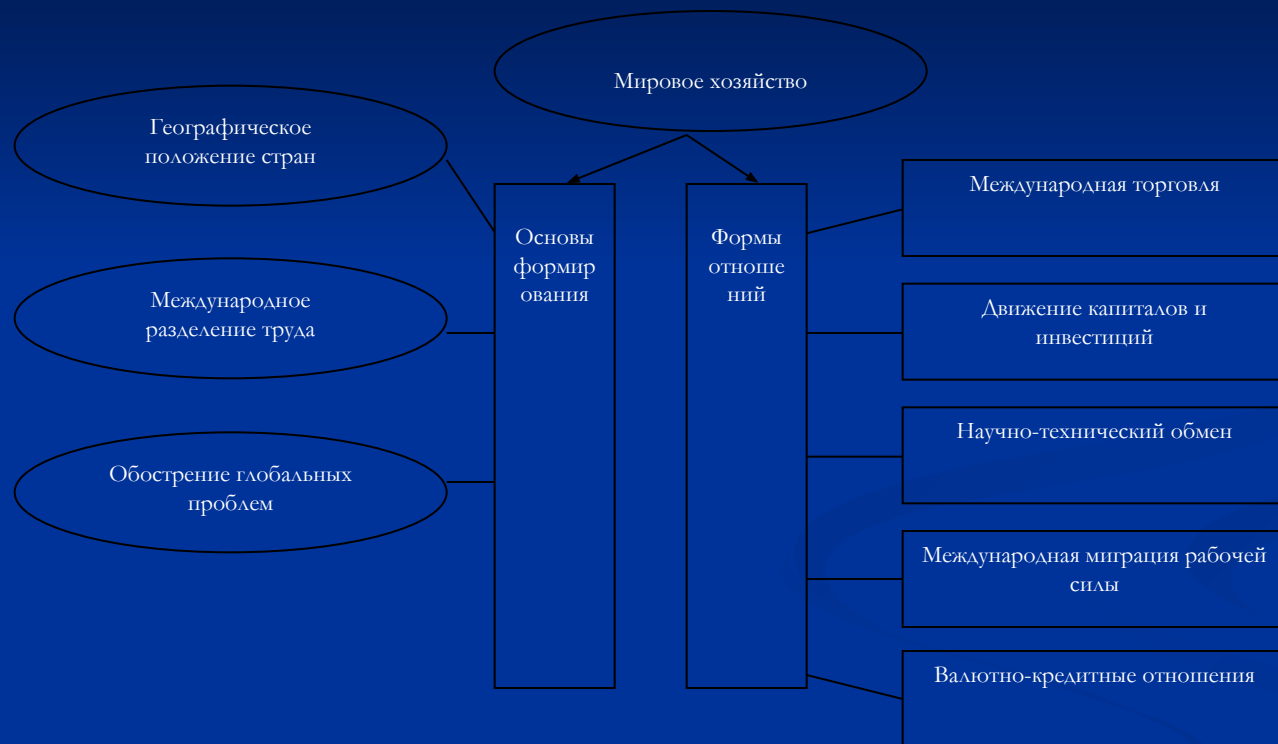 Мировое хозяйство
Географическое
положение стран
Международное
разделение труда
Обострение глобальных
проблем
Основы
формир
ования
Формы
отноше
ний
Международная торговля
Движение капиталов и
инвестиций
Научно-технический обмен
Международная миграция рабочей
силы
Валютно-кредитные отношения